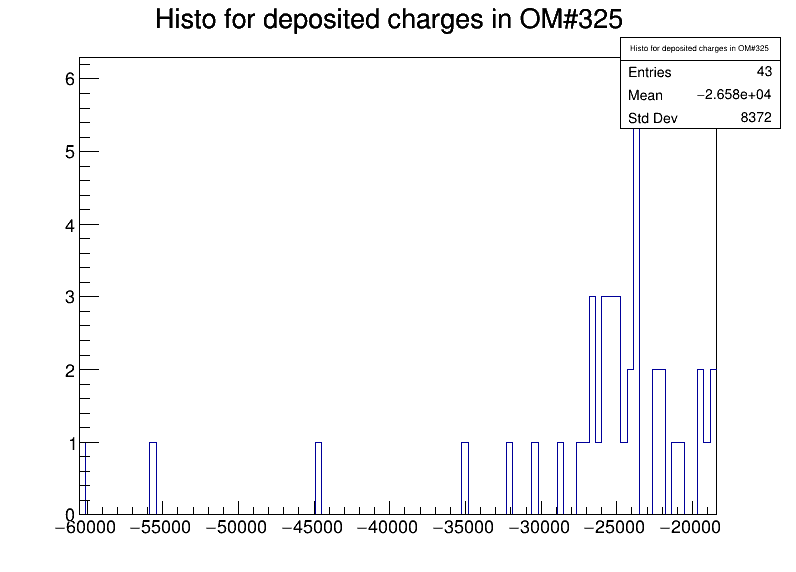 Histo for deposited charges in OM#325
Histo for deposited charges in OM#325
Entries 43
Mean −2.658e+04
Std Dev 8372
6
5
4
3
2
1
0
−60000 −55000 −50000 −45000 −40000 −35000 −30000 −25000 −20000